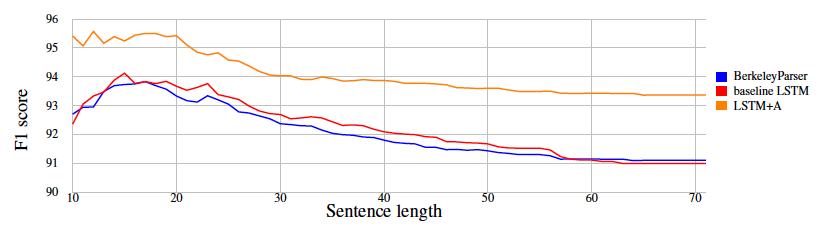 96
95
94
93
92
91
90
10 20 30 40 50 60 70
F1 score
Sentence length
BerkeleyParser
baseline LSTM
LSTM+A